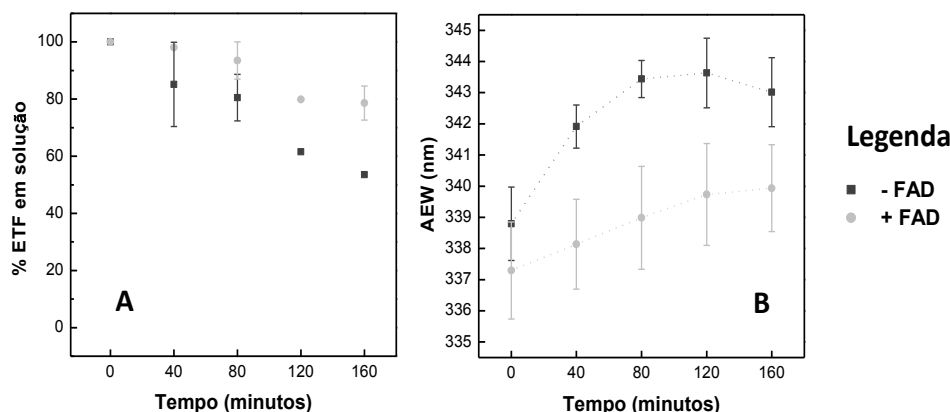 % ETF em solução
100
80
60
40
20
0
A
0 40 80 120 160
Tempo (minutos)
AEW (nm)
345
344
343
342
341
340
339
338
337
336
335
B
0 40 80 120 160
Tempo (minutos)
Legenda
- FAD
+ FAD